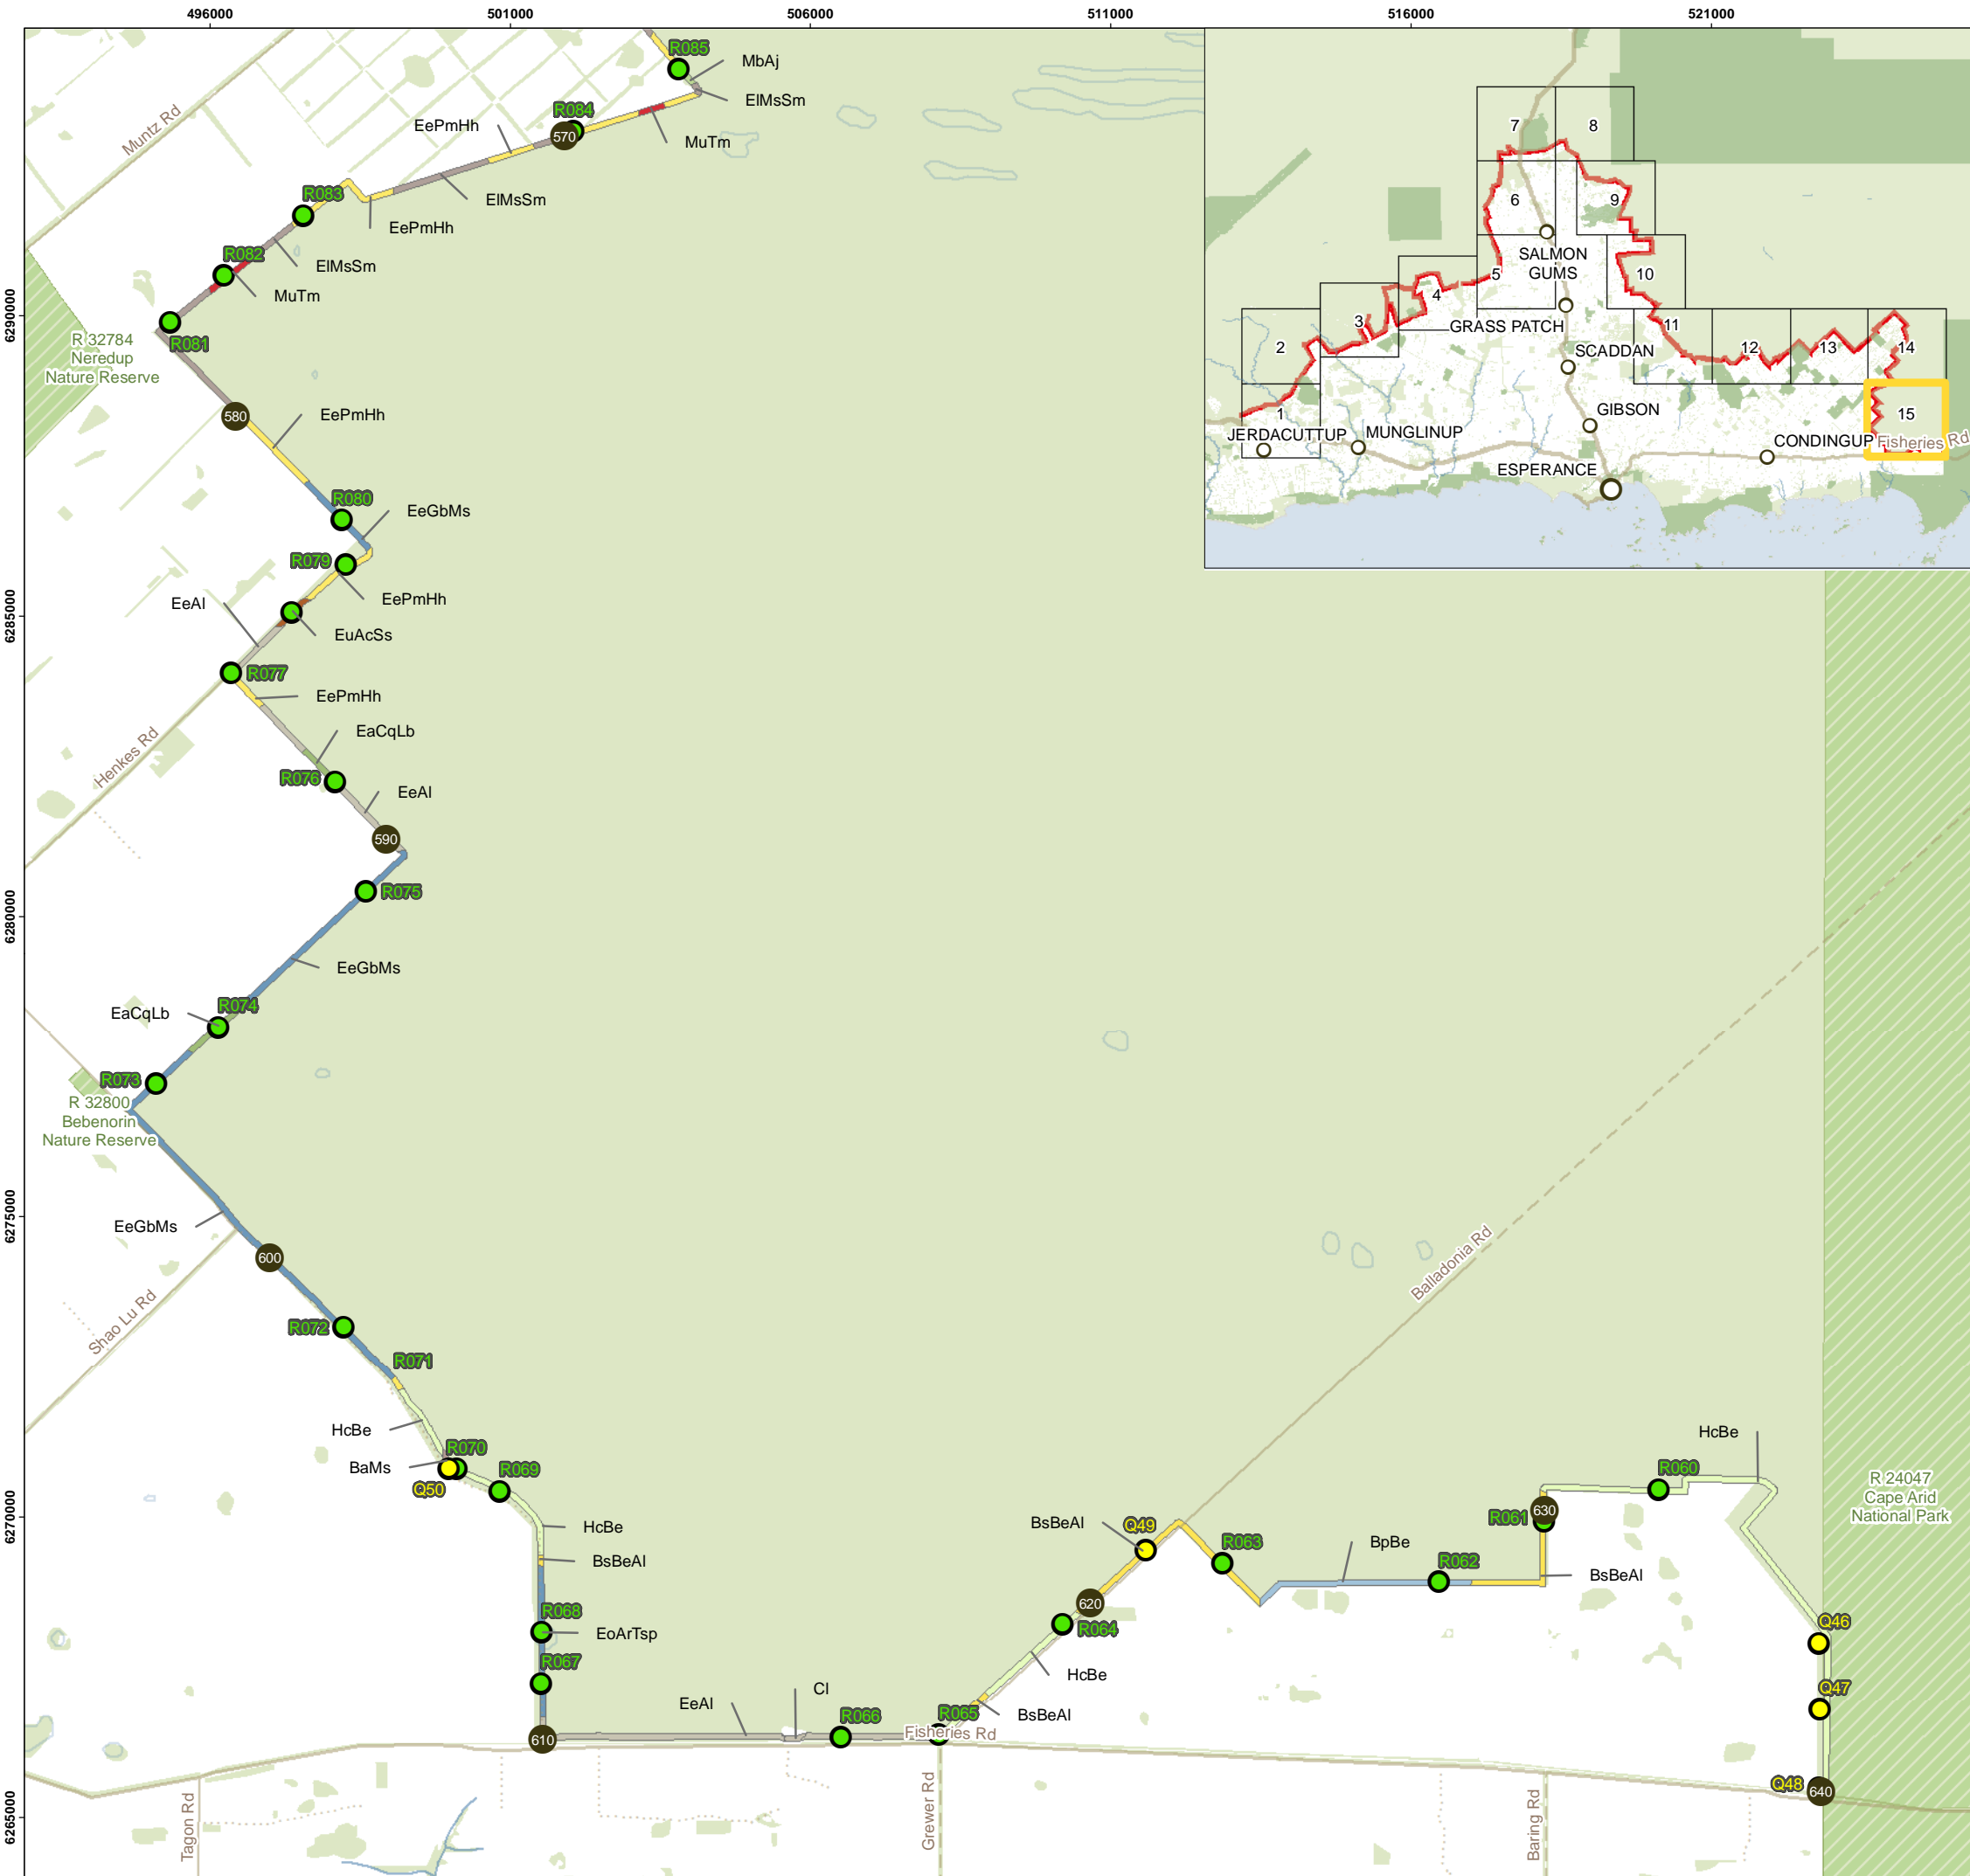 496000
501000
506000
511000
516000
521000
6290000
6285000
6280000
6275000
6270000
6265000
R085
MbAj
ElMsSm
R084
570
MuTm
EePmHh
ElMsSm
Muntz Rd
R083
EePmHh
R082
ElMsSm
MuTm
R081
R 32784
Neredup
Nature Reserve
580
EePmHh
R080
EeGbMs
R079
EePmHh
EeAl
EuAcSs
R077
EePmHh
EaCqLb
Henkes Rd
R076
EeAl
590
R075
EeGbMs
R074
EaCqLb
R073
R 32800
Bebenorin
Nature Reserve
EeGbMs
600
Shao Lu Rd
R072
R071
HcBe
R070
BaMs
R069
Q50
HcBe
BsBeAl
R068
EoArTsp
R067
610
EeAl
Cl
R066
R065
Fisheries Rd
BsBeAl
HcBe
R064
620
BsBeAl
Q49
Balladonia Rd
R063
BpBe
R062
BsBeAl
R061
630
R060
HcBe
R 24047
Cape Arid
National Park
Q46
Q47
Q48
640
Tagon Rd
Grewer Rd
Baring Rd
7
8
6
9
SALMON
GUMS
5
10
4
3
GRASS PATCH
11
2
SCADDAN
12
13
14
1
GIBSON
15
JERDACUTTUP
MUNGLINUP
CONDINGUP
Fisheries Rd
ESPERANCE